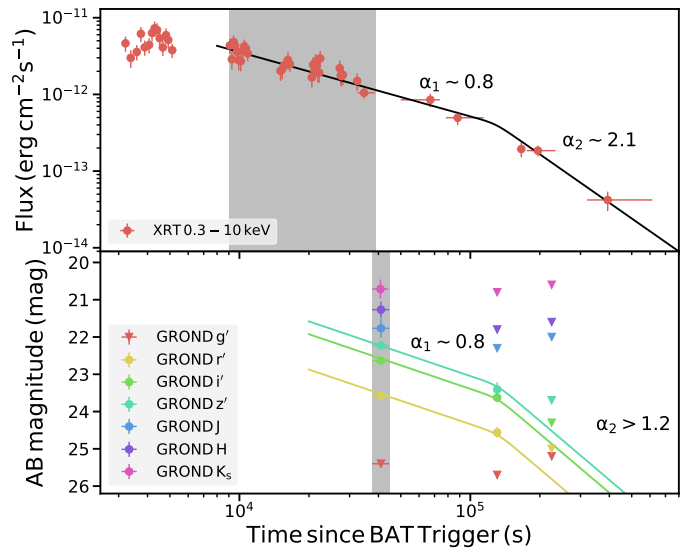 10⁻¹¹
10⁻¹²
10⁻¹³
10⁻¹⁴
Flux (erg cm⁻²s⁻¹)
α₁ ~ 0.8
α₂ ~ 2.1
XRT 0.3 − 10 keV
20
21
22
23
24
25
26
AB magnitude (mag)
α₁ ~ 0.8
α₂ > 1.2
GROND g′
GROND r′
GROND i′
GROND z′
GROND J
GROND H
GROND Kₛ
10⁴
10⁵
Time since BAT Trigger (s)